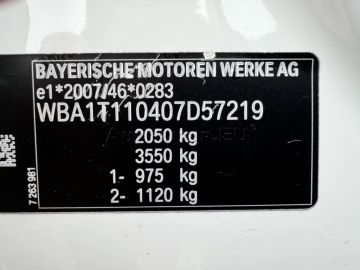 BAYERISCHE MOTOREN WERKE AG
e1*2007/46*0283
WBA1T110407D57219
2050 kg
3550 kg
1- 975 kg
2- 1120 kg
7 263 981